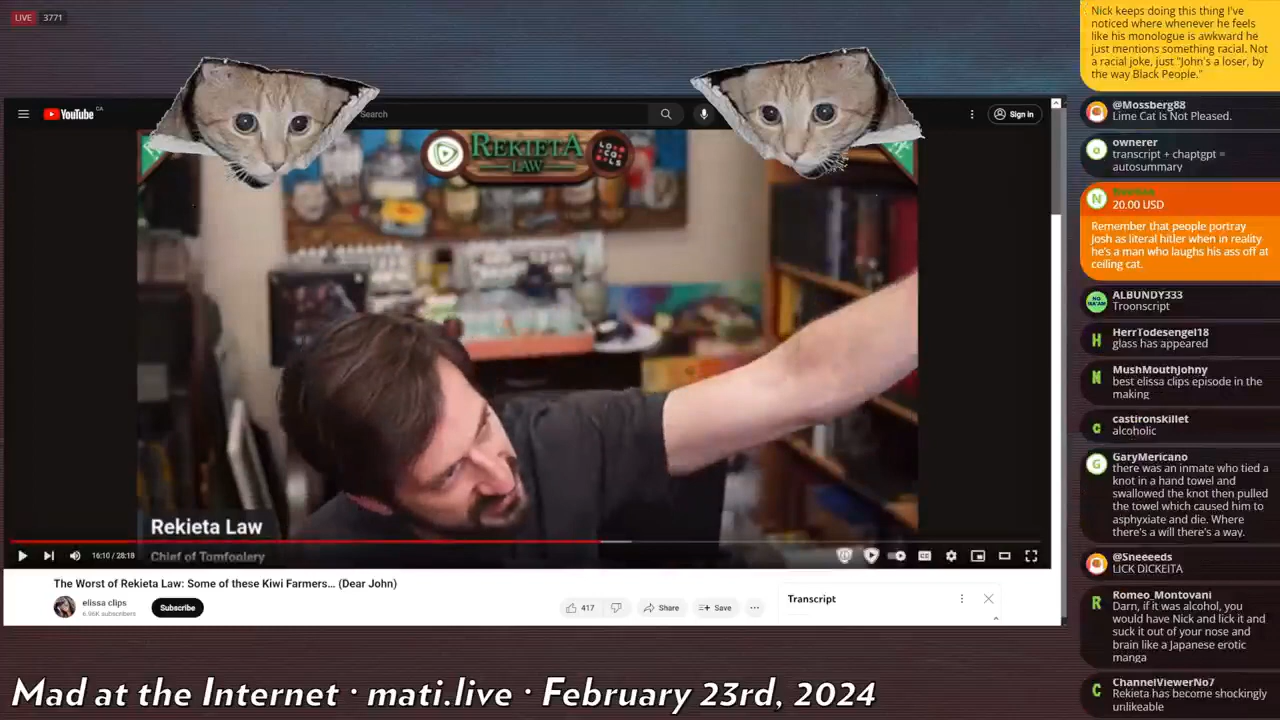 LIVE 3771
YouTube CA
Search
Sign in
REKIETA
LAW
LOCALS
Rekieta Law
Chief of Tomfoolery
16:10 / 28:18
The Worst of Rekieta Law: Some of these Kiwi Farmers... (Dear John)
elissa clips
6.96K subscribers
Subscribe
417
Share
Save
Transcript
Mad at the Internet · mati.live · February 23rd, 2024
Nick keeps doing this thing I've
noticed where whenever he feels
like his monologue is awkward he
just mentions something racial. Not
a racial joke, just "John's a loser, by
the way Black People."
@Mossberg88
Lime Cat Is Not Pleased.
ownerer
transcript + chaptgpt =
autosummary
20.00 USD
Remember that people portray
Josh as literal hitler when in reality
he's a man who laughs his ass off at
ceiling cat.
ALBUNDY333
Troonscript
HerrTodesengel18
glass has appeared
MushMouthJohny
best elissa clips episode in the
making
castironskillet
alcoholic
GaryMericano
there was an inmate who tied a
knot in a hand towel and
swallowed the knot then pulled
the towel which caused him to
asphyxiate and die. Where
there's a will there's a way.
@Sneeeeds
LICK DICKEITA
Romeo_Montovani
Darn, if it was alcohol, you
would have Nick and lick it and
suck it out of your nose and
brain like a Japanese erotic
manga
ChannelViewerNo7
Rekieta has become shockingly
unlikeable